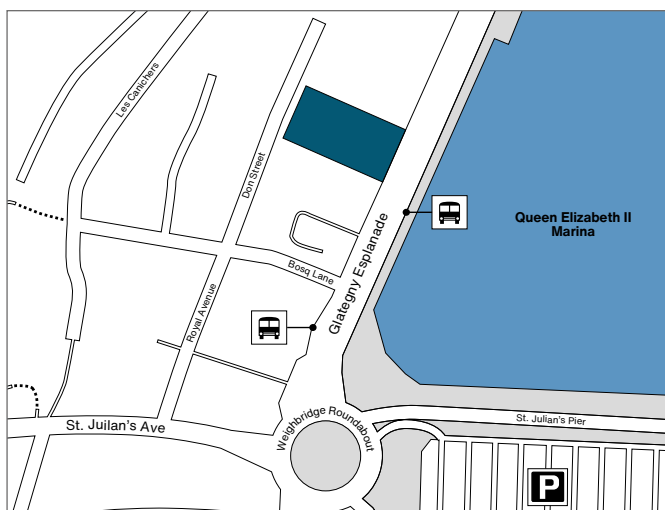 Les Canichers
Don Street
Queen Elizabeth II
Marina
Glategny Esplanade
Bosq Lane
Royal Avenue
St. Juilan's Ave
Weighbridge Roundabout
St. Julian's Pier
P